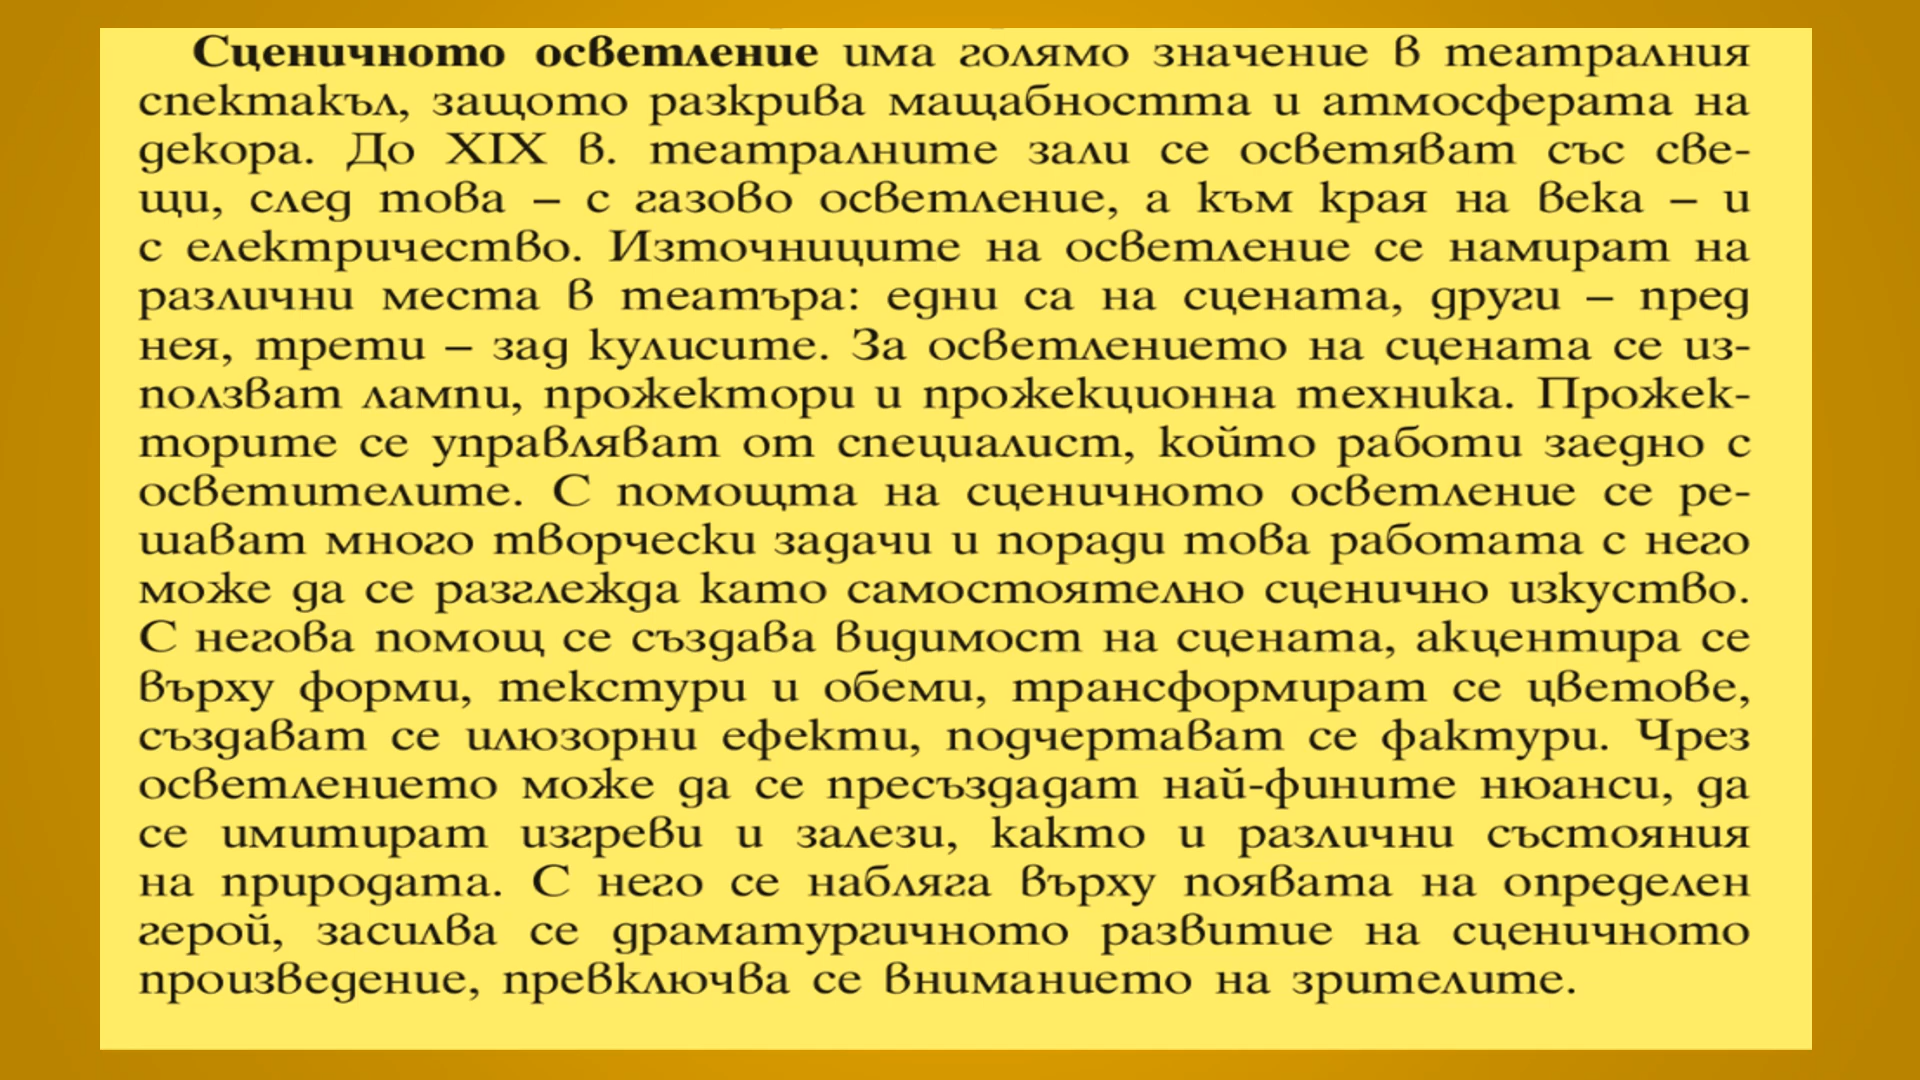 Сценичното осветление има голямо значение в театралния
спектакъл, защото разкрива мащабността и атмосферата на
декора. До XIX в. театралните зали се осветяват със све-
щи, след това – с газово осветление, а към края на века – и
с електричество. Източниците на осветление се намират на
различни места в театъра: едни са на сцената, други – пред
нея, трети – зад кулисите. За осветлението на сцената се из-
ползват лампи, прожектори и прожекционна техника. Прожек-
торите се управляват от специалист, който работи заедно с
осветителите. С помощта на сценичното осветление се ре-
шават много творчески задачи и поради това работата с него
може да се разглежда като самостоятелно сценично изкуство.
С негова помощ се създава видимост на сцената, акцентира се
върху форми, текстури и обеми, трансформират се цветове,
създават се илюзорни ефекти, подчертават се фактури. Чрез
осветлението може да се пресъздадат най-фините нюанси, да
се имитират изгреви и залези, както и различни състояния
на природата. С него се набляга върху появата на определен
герой, засилва се драматургичното развитие на сценичното
произведение, превключва се вниманието на зрителите.